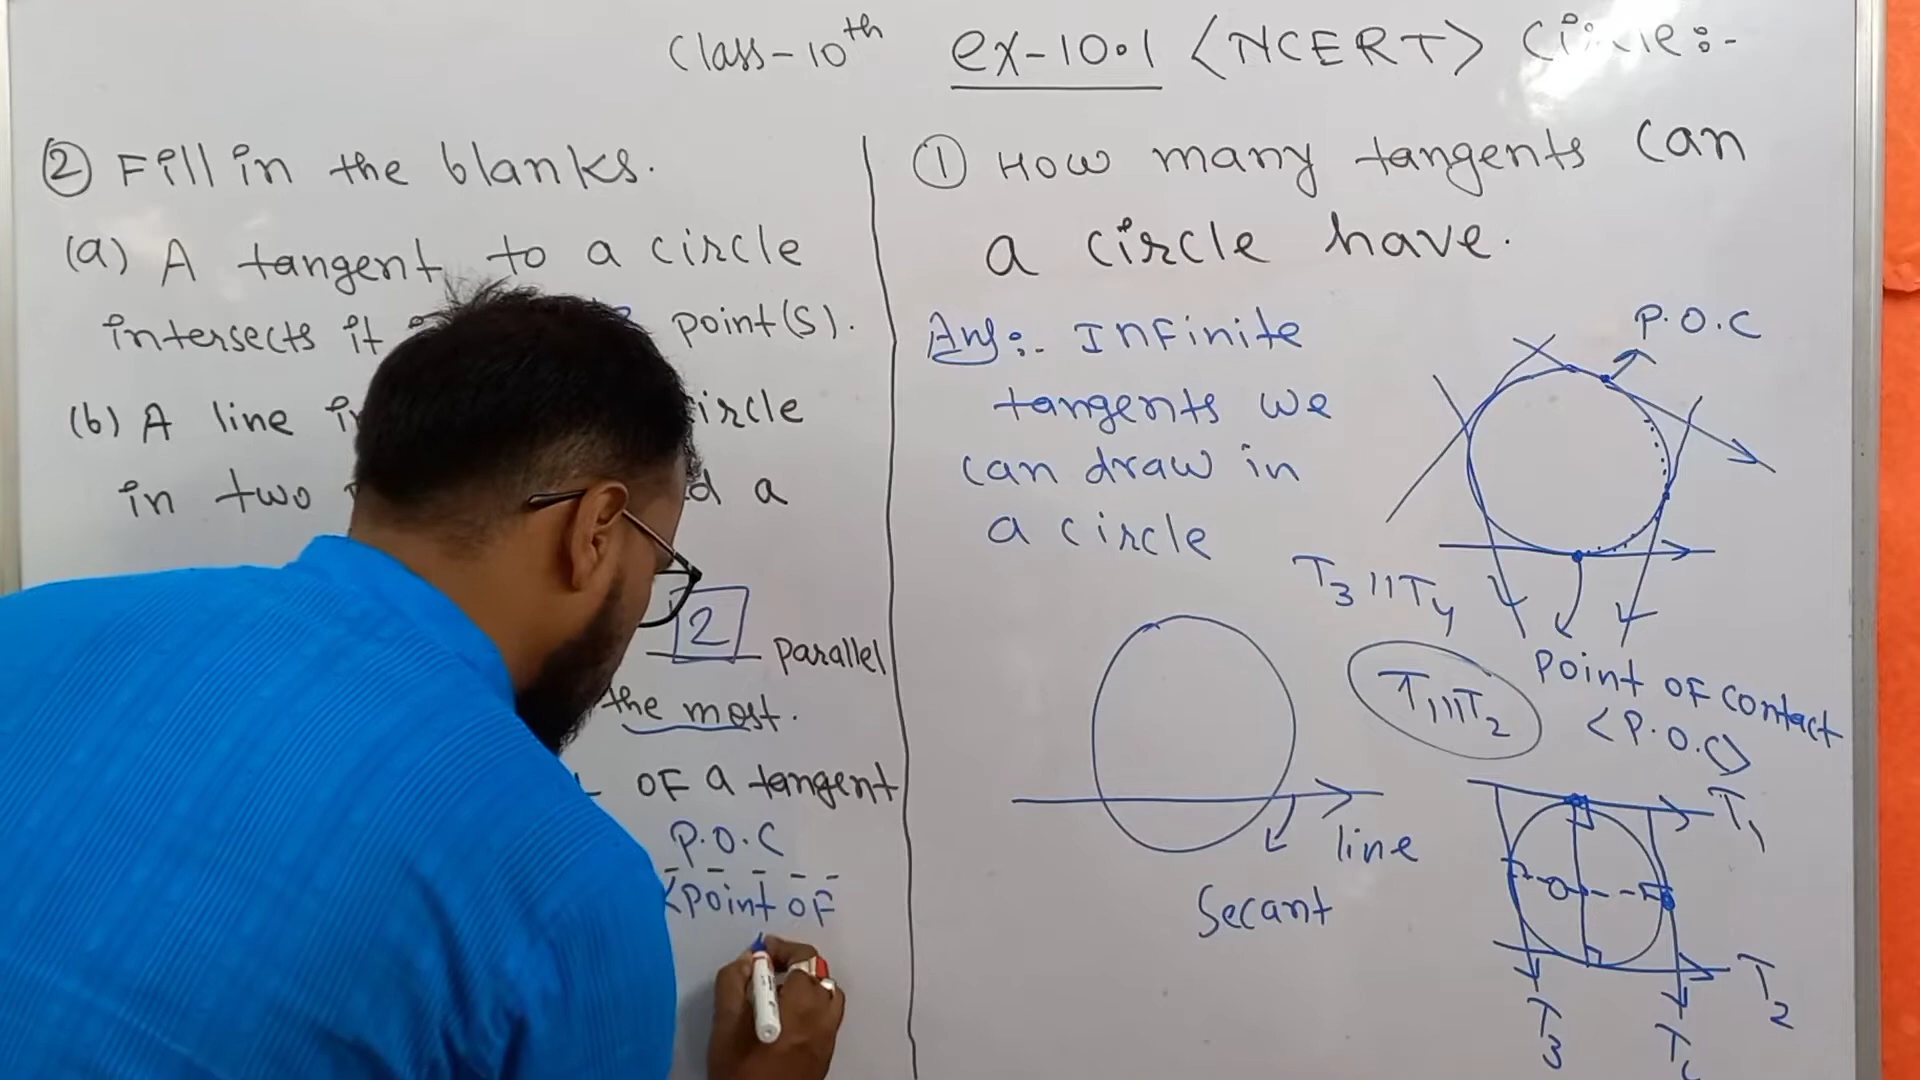 Class-10th ex-10.1 <NCERT> Circle:-
② Fill in the blanks.
(a) A tangent to a circle
intersects it point(s).
(b) A line circle
in two a
2 parallel
the most.
OF a tangent
P.O.C
<Point OF
① How many tangents can
a circle have.
Ans:- Infinite
tangents we
can draw in
a circle
P.O.C
T3 || T4
Point OF contact
<P.O.C>
T1 || T2
line
Secant
T1
O
T2
T3